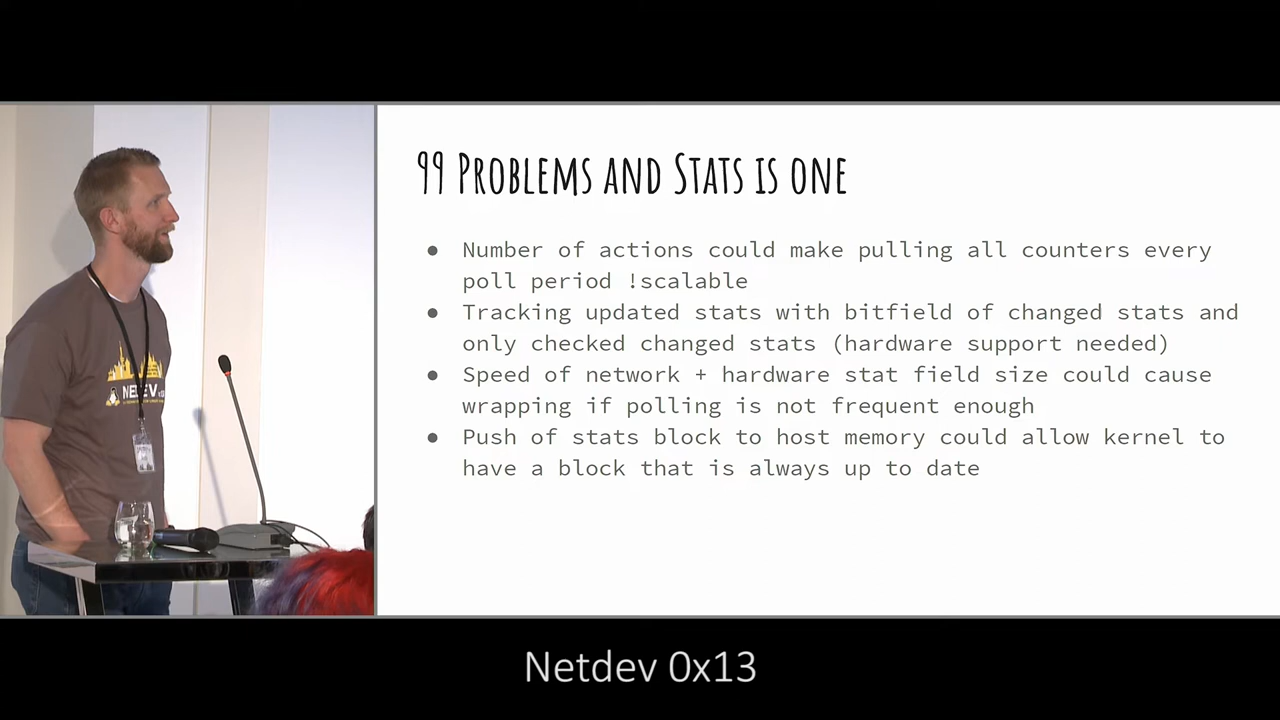 99 Problems and Stats is one
● Number of actions could make pulling all counters every
poll period !scalable
● Tracking updated stats with bitfield of changed stats and
only checked changed stats (hardware support needed)
● Speed of network + hardware stat field size could cause
wrapping if polling is not frequent enough
● Push of stats block to host memory could allow kernel to
have a block that is always up to date
NETDEV
Netdev 0x13